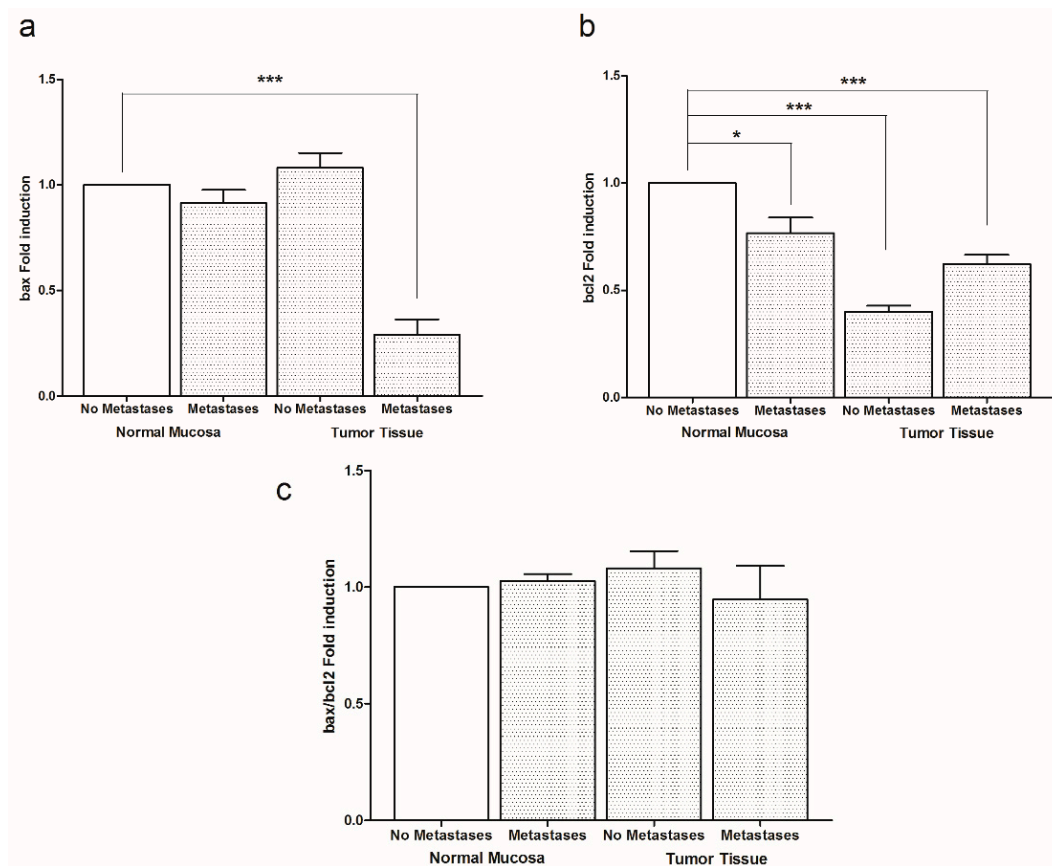 a
bax Fold induction
1.5
1.0
0.5
0.0
***
No Metastases Metastases No Metastases Metastases
Normal Mucosa Tumor Tissue
b
bcl2 Fold induction
1.5
1.0
0.5
0.0
***
***
*
No Metastases Metastases No Metastases Metastases
Normal Mucosa Tumor Tissue
c
bax/bcl2 Fold induction
1.5
1.0
0.5
0.0
No Metastases Metastases No Metastases Metastases
Normal Mucosa Tumor Tissue